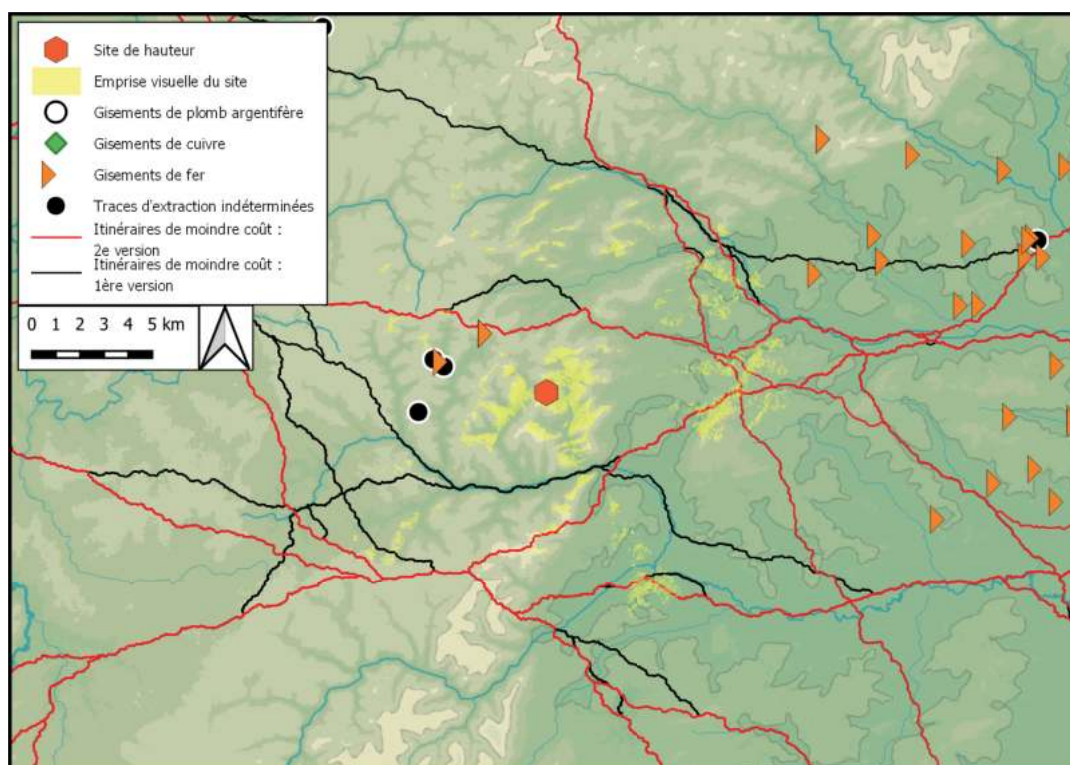 Site de hauteur
Emprise visuelle du site
Gisements de plomb argentifère
Gisements de cuivre
Gisements de fer
Traces d'extraction indéterminées
Itinéraires de moindre coût :
2e version
Itinéraires de moindre coût :
1ère version
0 1 2 3 4 5 km